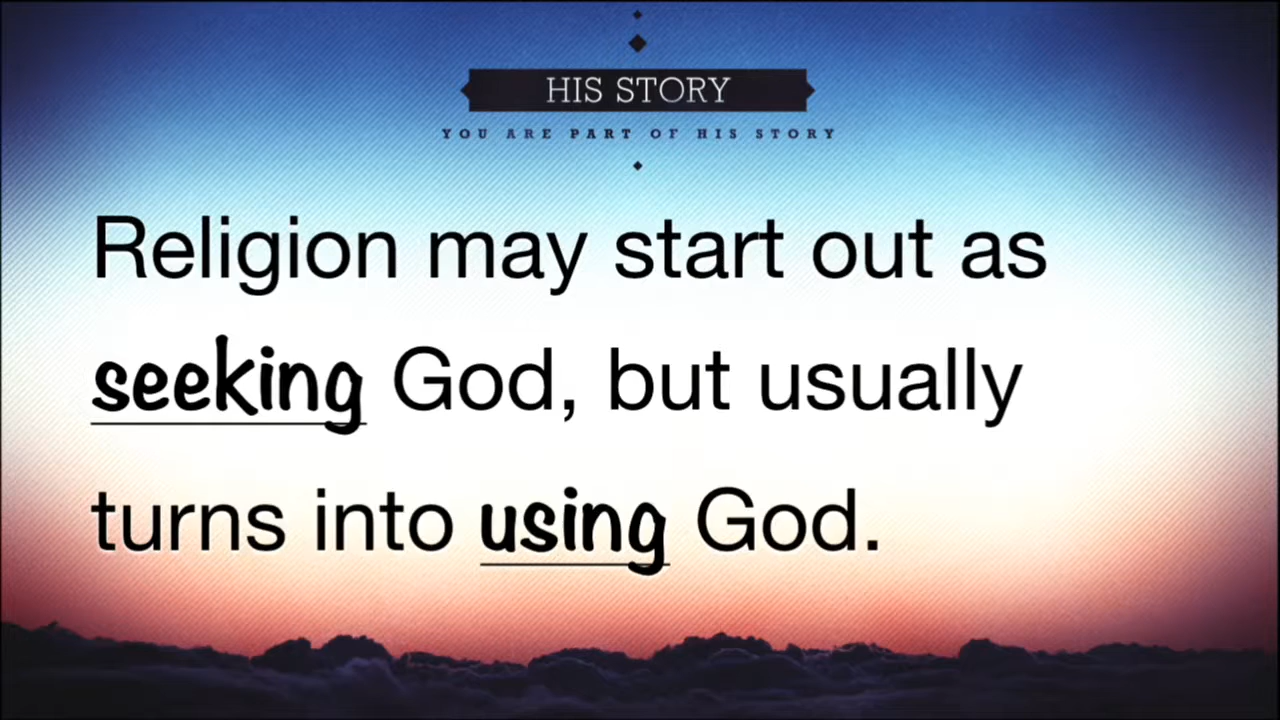 HIS STORY
YOU ARE PART OF HIS STORY
Religion may start out as
seeking God, but usually
turns into using God.